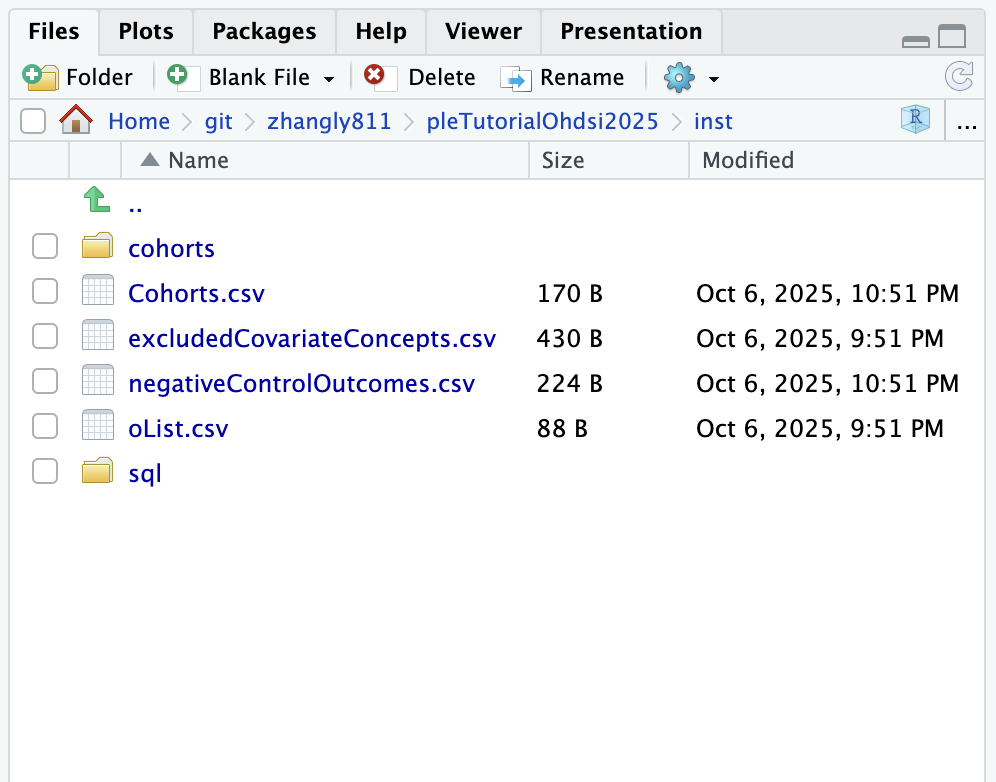 Files Plots Packages Help Viewer Presentation
Folder Blank File Delete Rename
Home git zhangly811 pleTutorialOhdsi2025 inst R ...
Name Size Modified
..
cohorts
Cohorts.csv 170 B Oct 6, 2025, 10:51 PM
excludedCovariateConcepts.csv 430 B Oct 6, 2025, 9:51 PM
negativeControlOutcomes.csv 224 B Oct 6, 2025, 10:51 PM
oList.csv 88 B Oct 6, 2025, 9:51 PM
sql